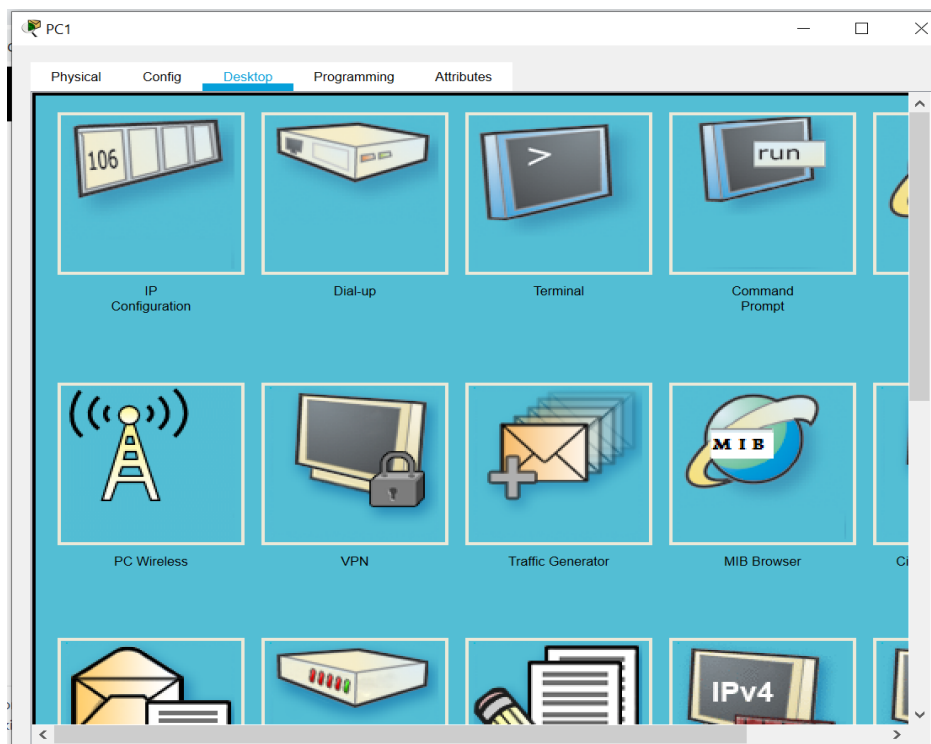 PC1
Physical Config Desktop Programming Attributes
106
>
run
IP
Configuration
Dial-up
Terminal
Command
Prompt
MIB
PC Wireless
VPN
Traffic Generator
MIB Browser
Ci
IPv4